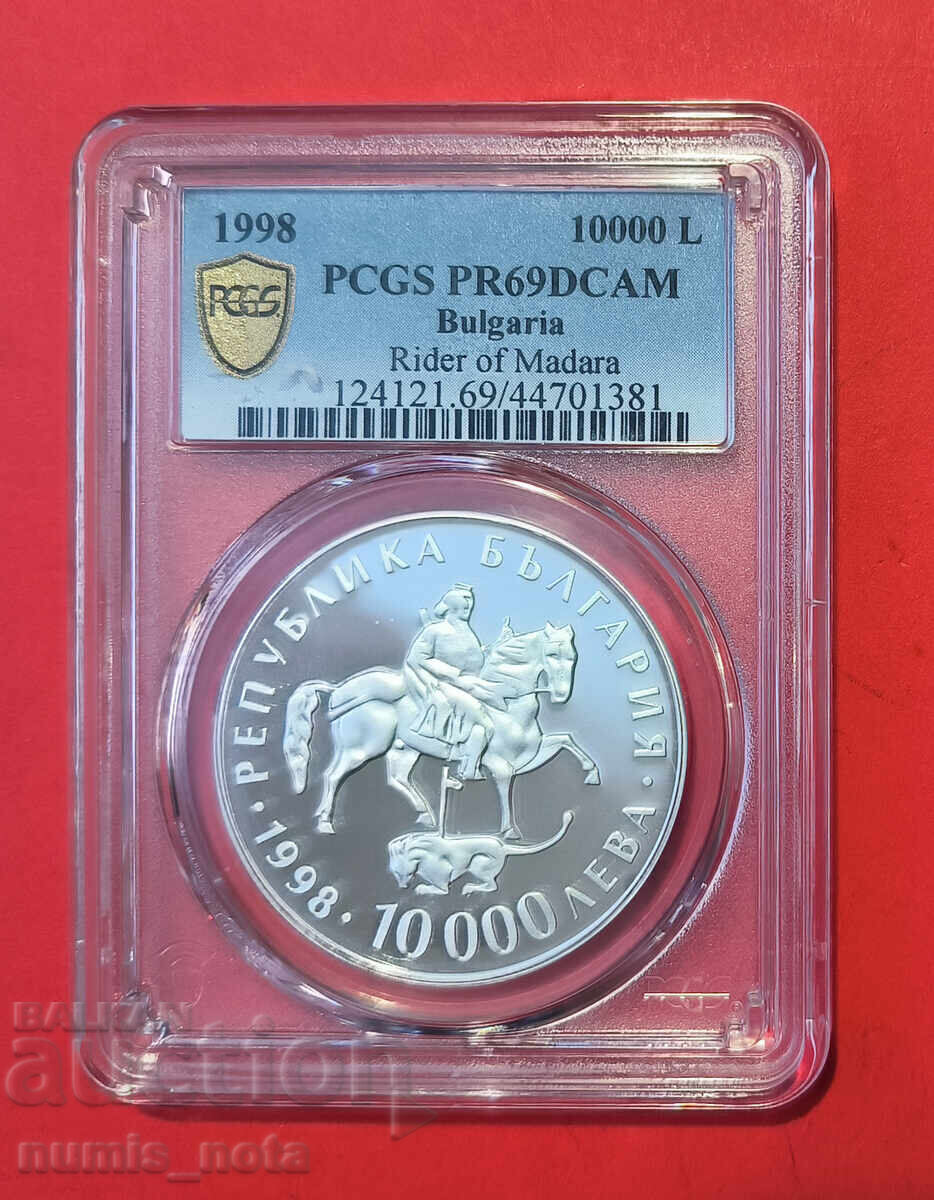 1998 10000 L
PCGS PCGS PR69DCAM
Bulgaria
Rider of Madara
124121.69/44701381
РЕПУБЛИКА БЪЛГАРИЯ
· 1998 · 10 000 ЛЕВА ·
BALKAN
auction
numis_nota